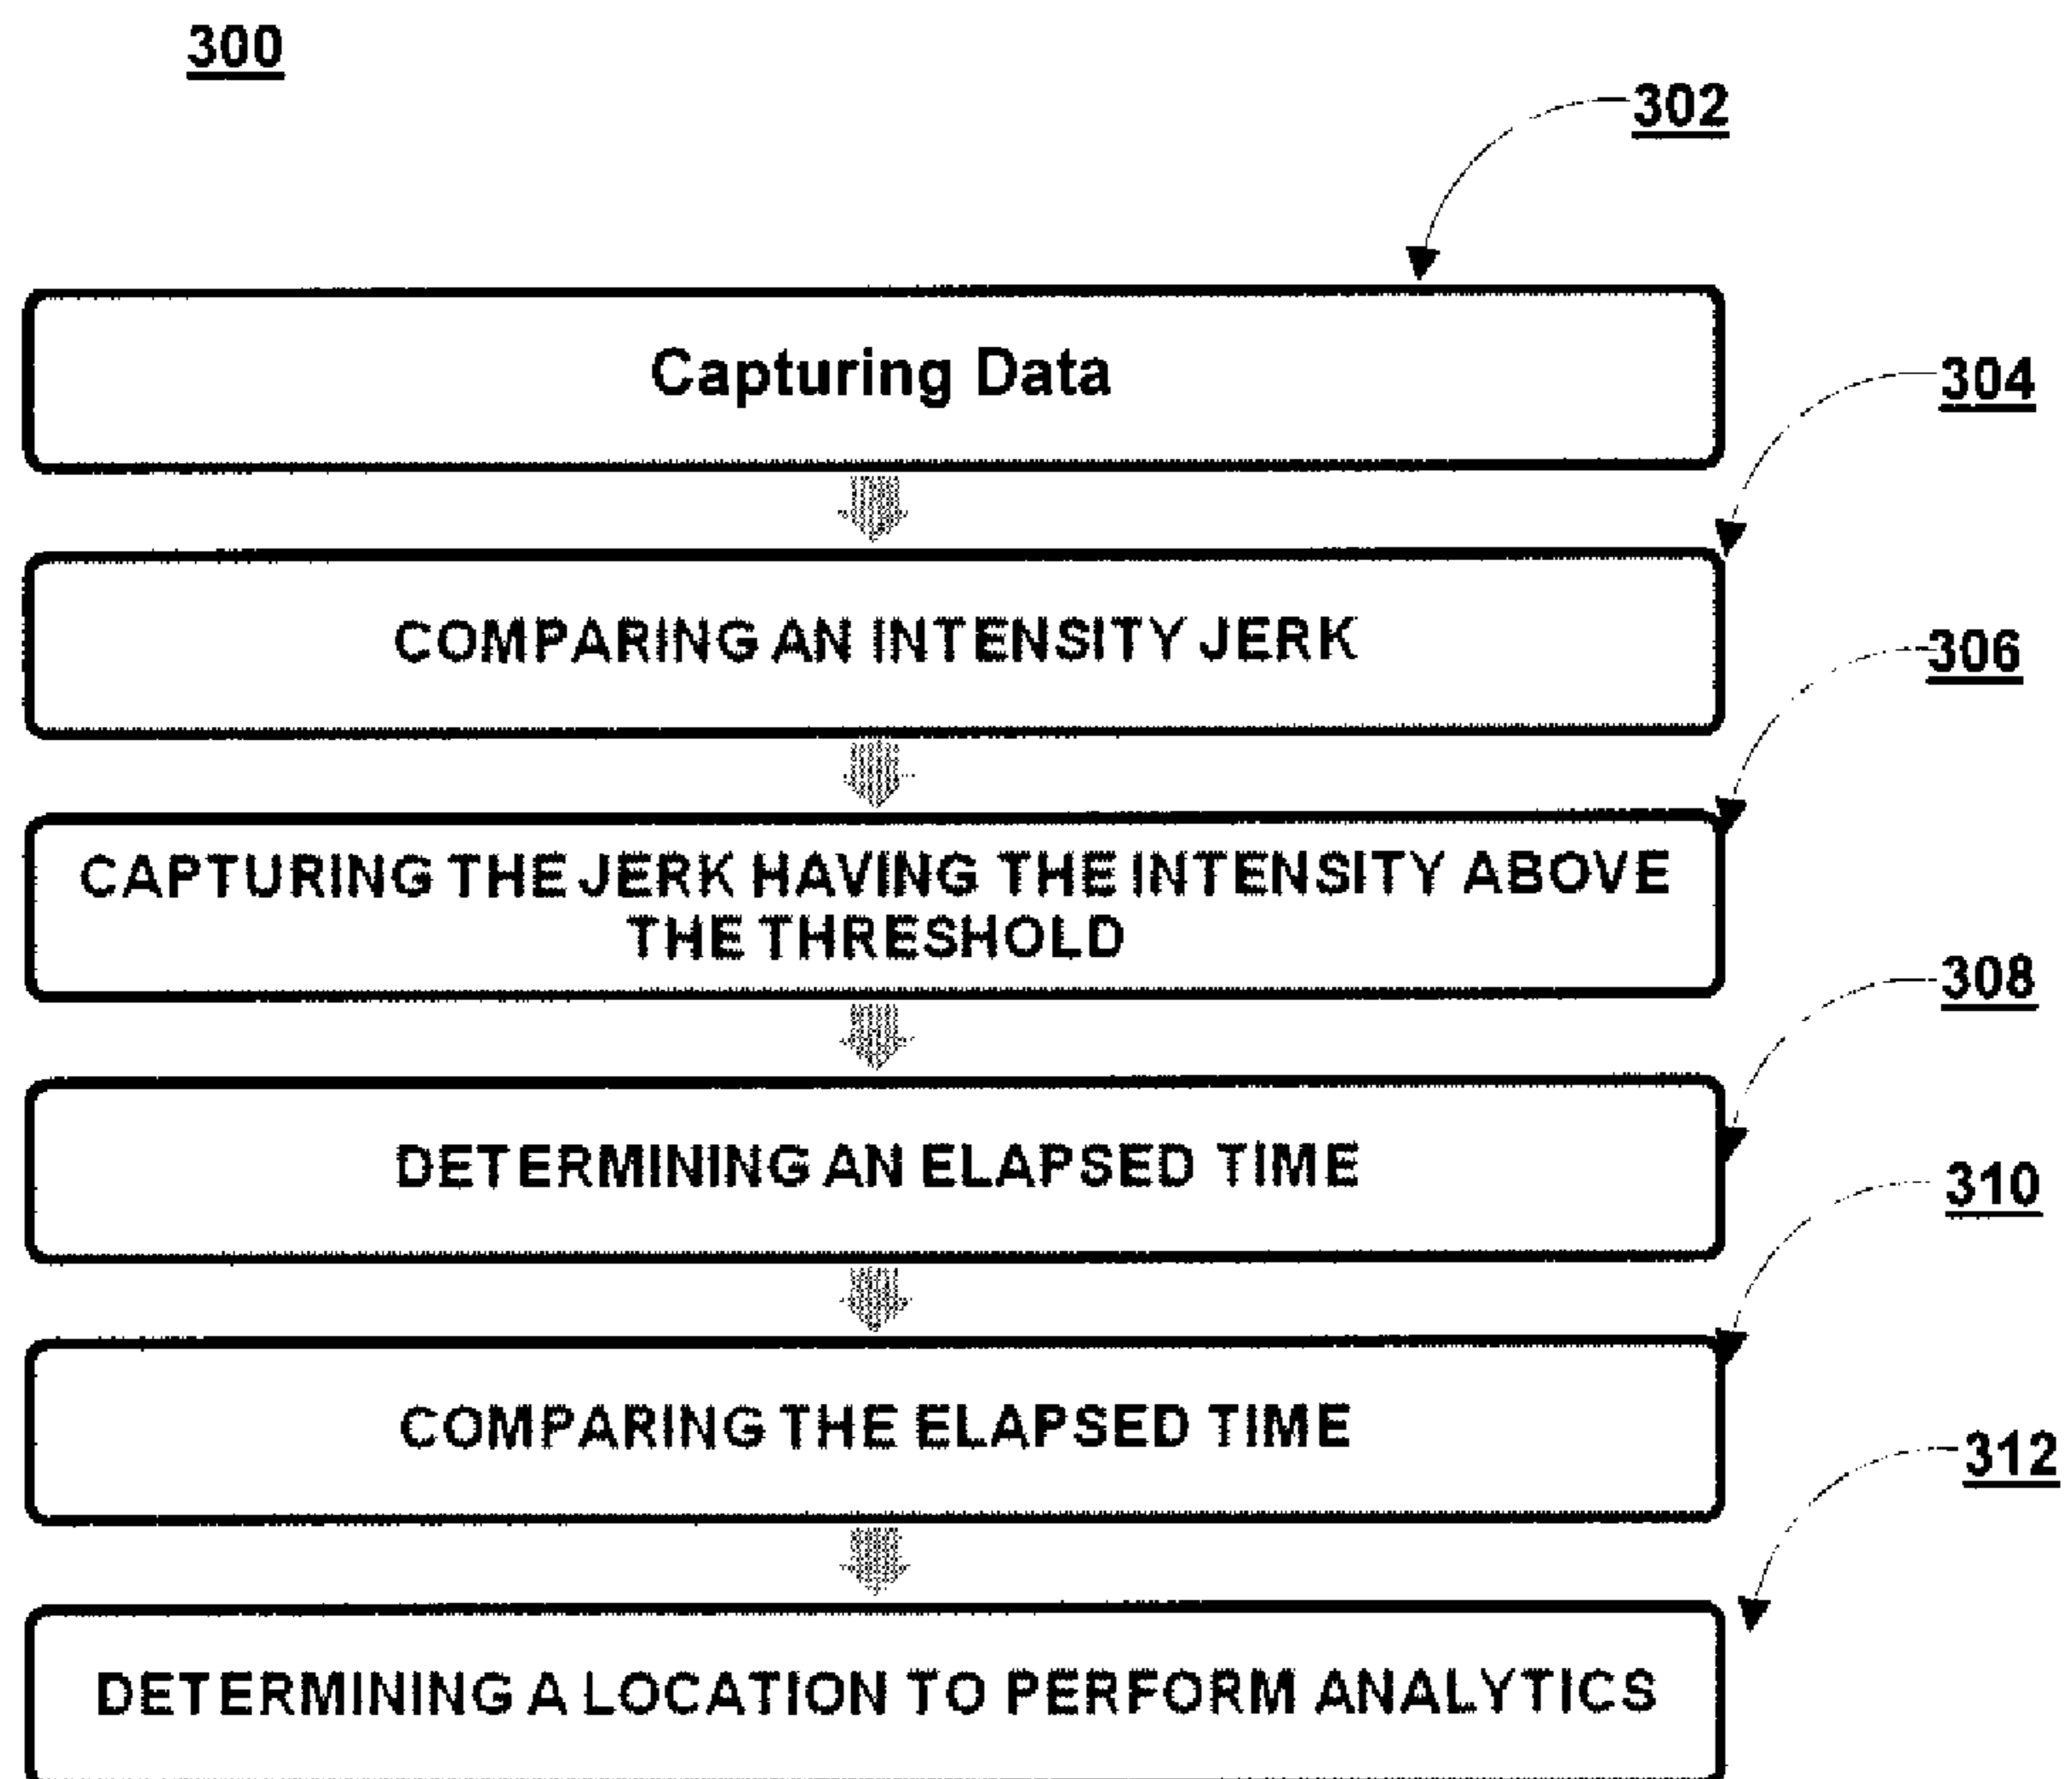 300
302
Capturing Data
304
COMPARING AN INTENSITY JERK
306
CAPTURING THE JERK HAVING THE INTENSITY ABOVE
THE THRESHOLD
308
DETERMINING AN ELAPSED TIME
310
COMPARING THE ELAPSED TIME
312
DETERMINING A LOCATION TO PERFORM ANALYTICS